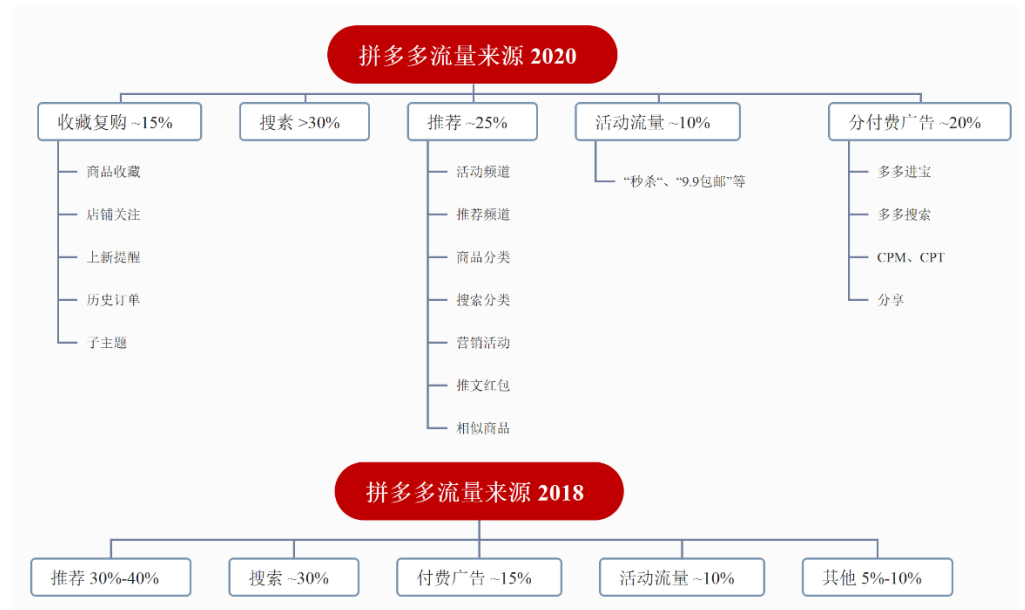 拼多多流量来源 2020
收藏复购 ~15%
搜素 >30%
推荐 ~25%
活动流量 ~10%
分付费广告 ~20%
商品收藏
店铺关注
上新提醒
历史订单
子主题
活动频道
推荐频道
商品分类
搜索分类
营销活动
推文红包
相似商品
“秒杀“、“9.9包邮”等
多多进宝
多多搜索
CPM、CPT
分享
拼多多流量来源 2018
推荐 30%-40%
搜索 ~30%
付费广告 ~15%
活动流量 ~10%
其他 5%-10%